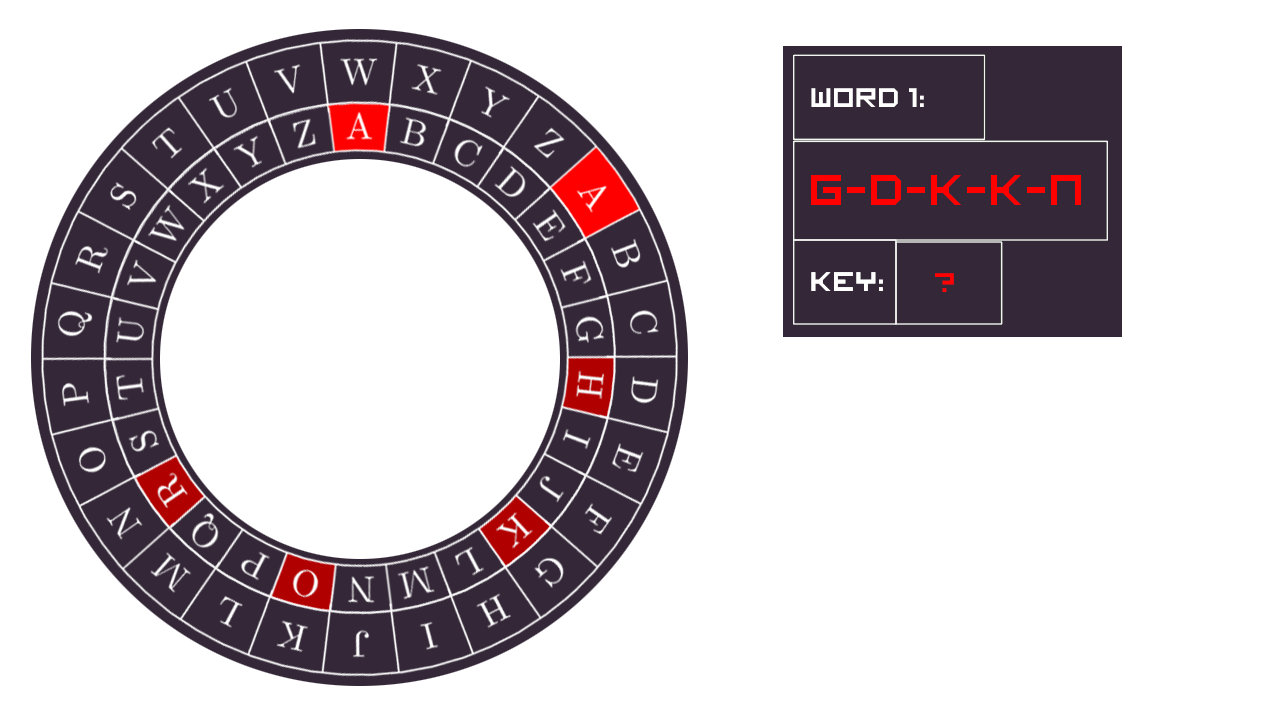 W X Y Z A B C D E F G H I J K L M N O P Q R S T U V
A B C D E F G H I J K L M N O P Q R S T U V W X Y Z
WORD 1:
G-D-K-K-N
KEY: ?